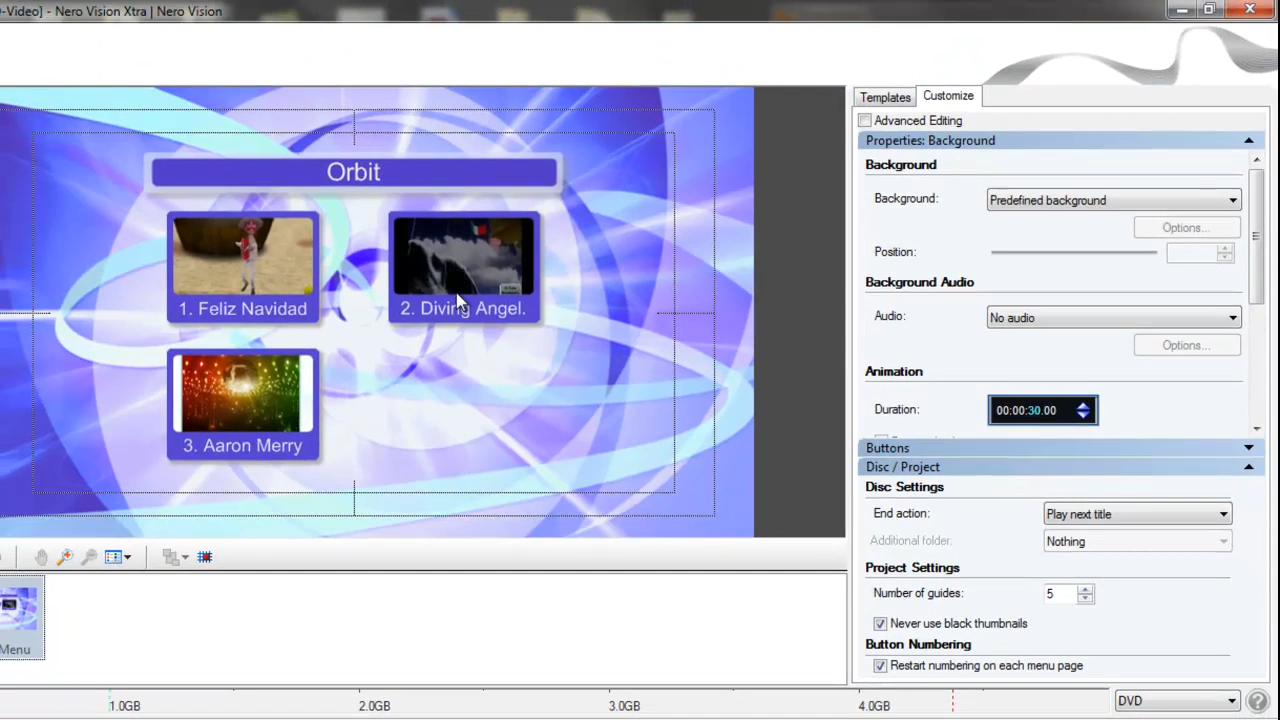 -Video] - Nero Vision Xtra | Nero Vision
Templates
Customize
Advanced Editing
Properties: Background
Background
Background:
Predefined background
Options...
Position:
Background Audio
Audio:
No audio
Options...
Animation
Duration:
00:00:30.00
Buttons
Disc / Project
Disc Settings
End action:
Play next title
Additional folder:
Nothing
Project Settings
Number of guides:
5
Never use black thumbnails
Button Numbering
Restart numbering on each menu page
Orbit
1. Feliz Navidad
2. Diving Angel.
3. Aaron Merry
Menu
1.0GB
2.0GB
3.0GB
4.0GB
DVD